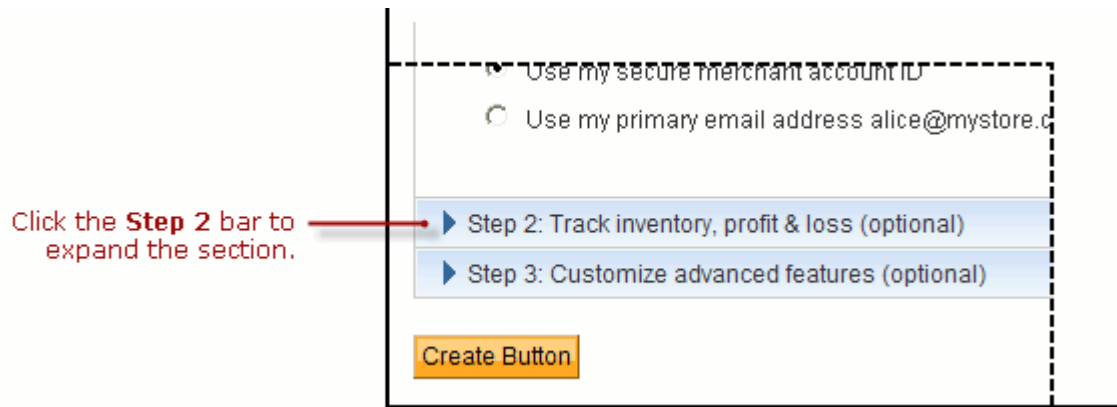 Use my secure merchant account ID
Use my primary email address alice@mystore.c
Click the Step 2 bar to
expand the section.
Step 2: Track inventory, profit & loss (optional)
Step 3: Customize advanced features (optional)
Create Button